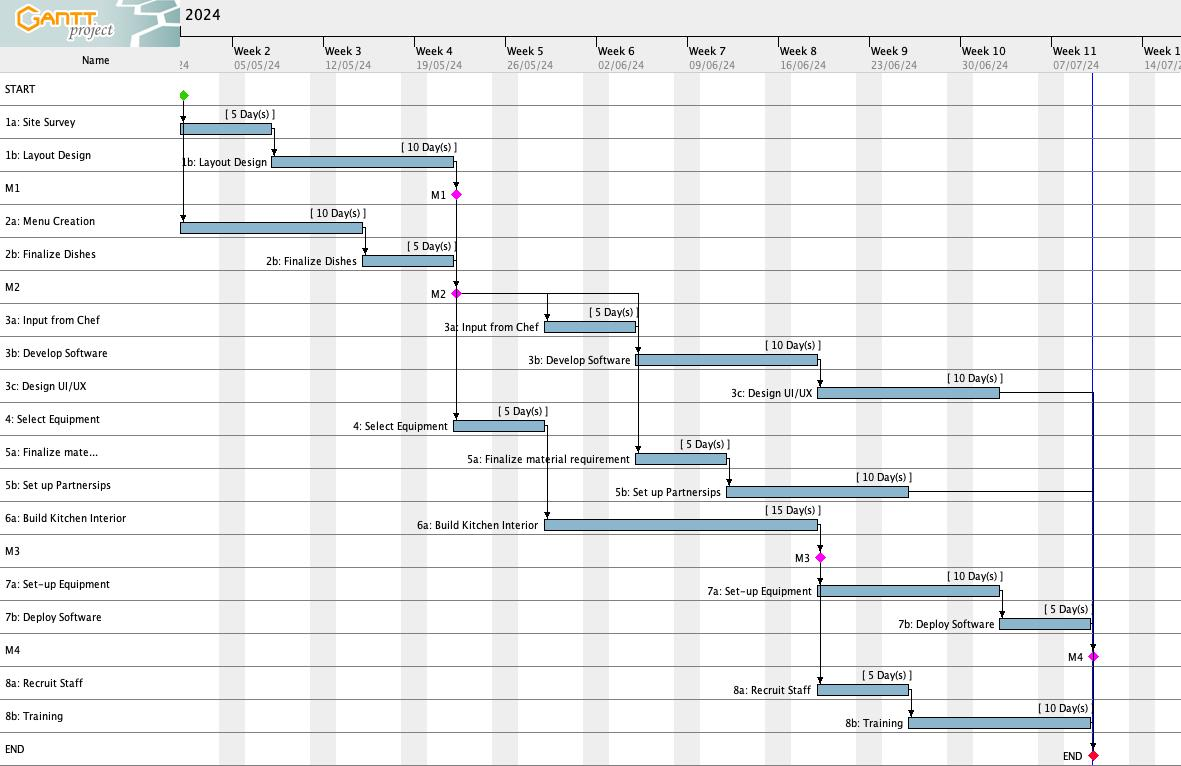 GANTT
project
2024
Week 2
Week 3
Week 4
Week 5
Week 6
Week 7
Week 8
Week 9
Week 10
Week 11
Week 1
Name
24
05/05/24
12/05/24
19/05/24
26/05/24
02/06/24
09/06/24
16/06/24
23/06/24
30/06/24
07/07/24
14/07/2
START
1a: Site Survey
[ 5 Day(s) ]
1b: Layout Design
[ 10 Day(s) ]
1b: Layout Design
M1
M1
2a: Menu Creation
[ 10 Day(s) ]
2b: Finalize Dishes
[ 5 Day(s) ]
2b: Finalize Dishes
M2
M2
3a: Input from Chef
[ 5 Day(s) ]
3a: Input from Chef
3b: Develop Software
[ 10 Day(s) ]
3b: Develop Software
3c: Design UI/UX
[ 10 Day(s) ]
3c: Design UI/UX
4: Select Equipment
[ 5 Day(s) ]
4: Select Equipment
5a: Finalize mate...
[ 5 Day(s) ]
5a: Finalize material requirement
5b: Set up Partnersips
[ 10 Day(s) ]
5b: Set up Partnersips
6a: Build Kitchen Interior
[ 15 Day(s) ]
6a: Build Kitchen Interior
M3
M3
7a: Set-up Equipment
[ 10 Day(s) ]
7a: Set-up Equipment
7b: Deploy Software
[ 5 Day(s) ]
7b: Deploy Software
M4
M4
8a: Recruit Staff
[ 5 Day(s) ]
8a: Recruit Staff
8b: Training
[ 10 Day(s) ]
8b: Training
END
END